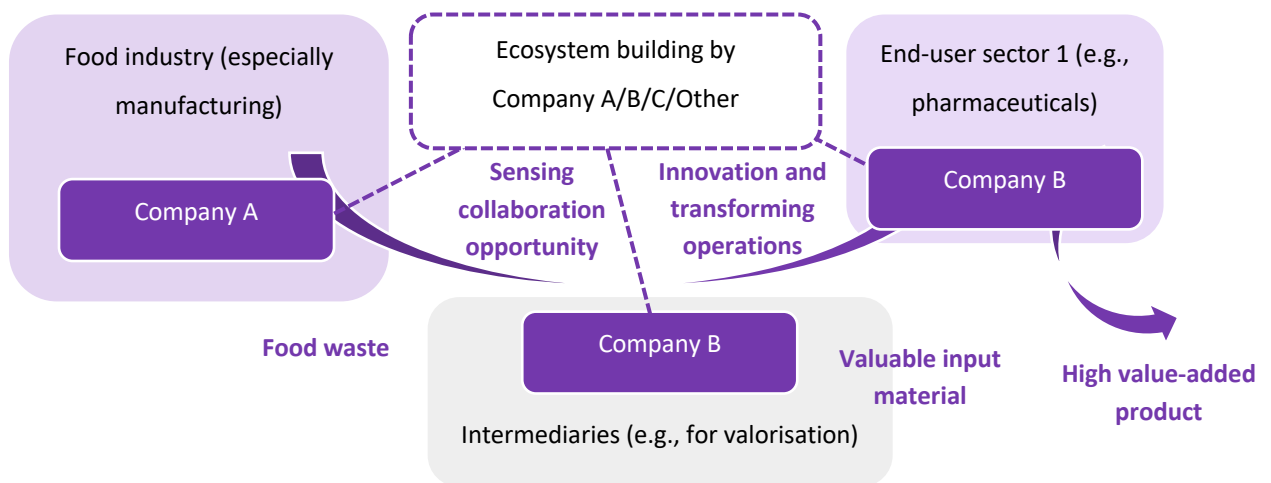 Food industry (especially
manufacturing)
Company A
Ecosystem building by
Company A/B/C/Other
End-user sector 1 (e.g.,
pharmaceuticals)
Company B
Sensing
collaboration
opportunity
Innovation and
transforming
operations
Food waste
Company B
Intermediaries (e.g., for valorisation)
Valuable input
material
High value-added
product